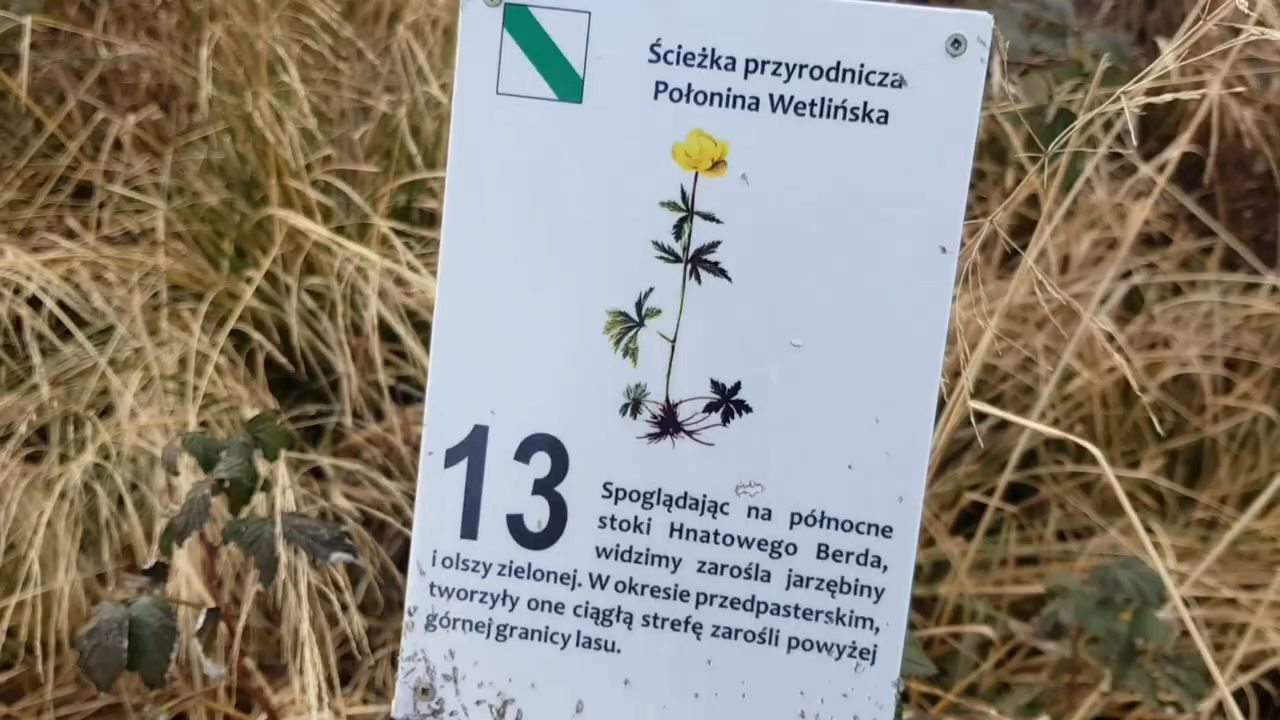 Ścieżka przyrodnicza
Połonina Wetlińska
13
Spoglądając na północne
stoki Hnatowego Berda,
widzimy zarośla jarzębiny
i olszy zielonej. W okresie przedpasterskim,
tworzyły one ciągłą strefę zarośli powyżej
górnej granicy lasu.